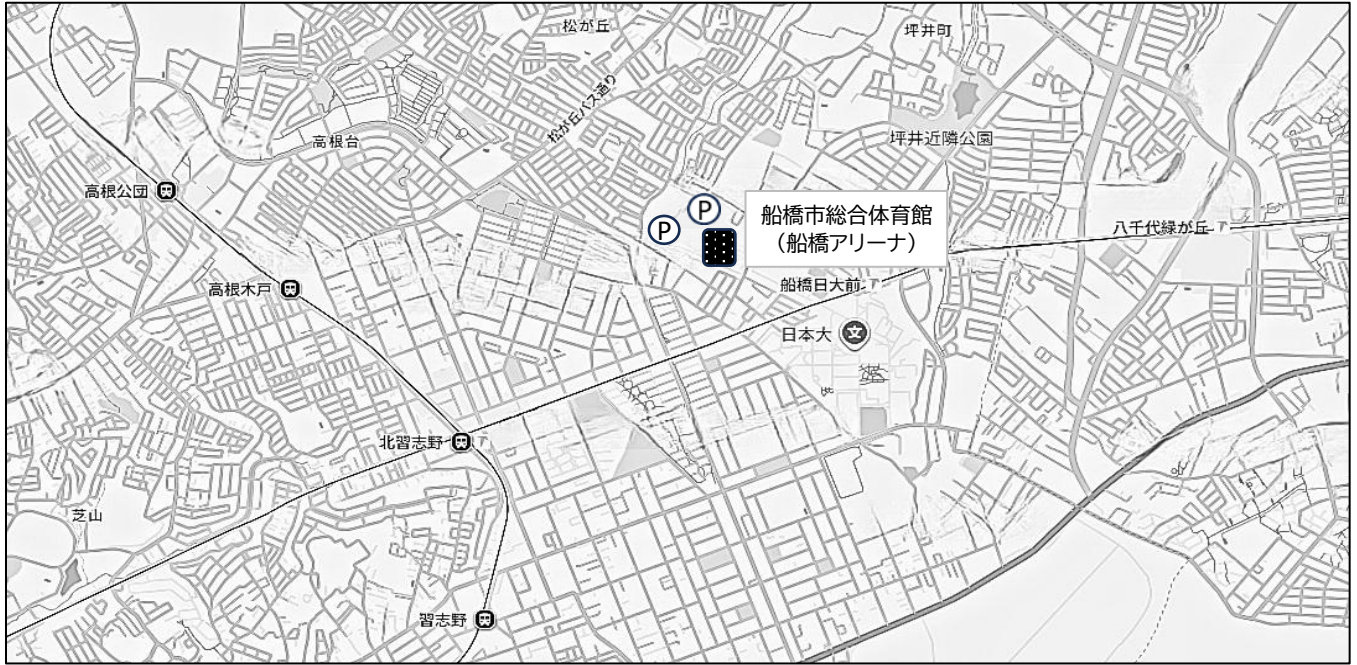 松が丘
坪井町
松が丘バス通り
高根台
坪井近隣公園
高根公団
P
P
船橋市総合体育館
（船橋アリーナ）
八千代緑が丘
高根木戸
船橋日大前
日本大
文
北習志野
芝山
習志野